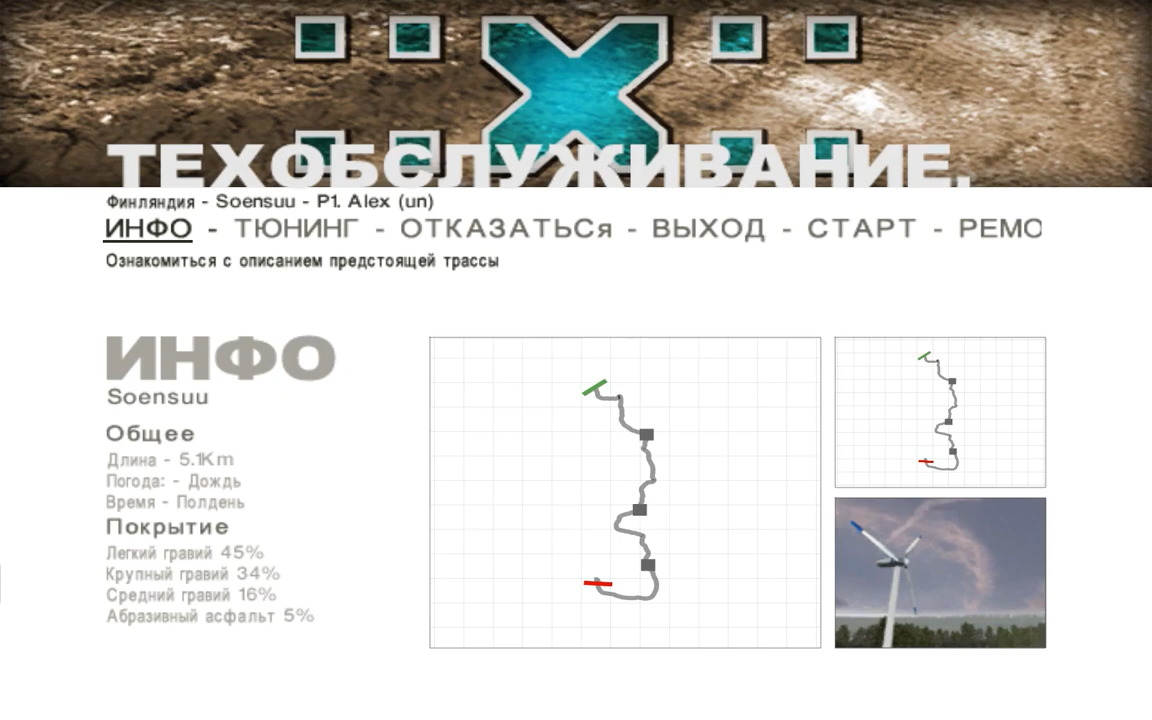 ТЕХОБСЛУЖИВАНИЕ.
Финляндия - Soensuu - P1. Alex (un)
ИНФО - ТЮНИНГ - ОТКАЗАТЬСя - ВЫХОД - СТАРТ - РЕМО
Ознакомиться с описанием предстоящей трассы
ИНФО
Soensuu
Общее
Длина - 5.1Km
Погода: - Дождь
Время - Полдень
Покрытие
Легкий гравий 45%
Крупный гравий 34%
Средний гравий 16%
Абразивный асфальт 5%